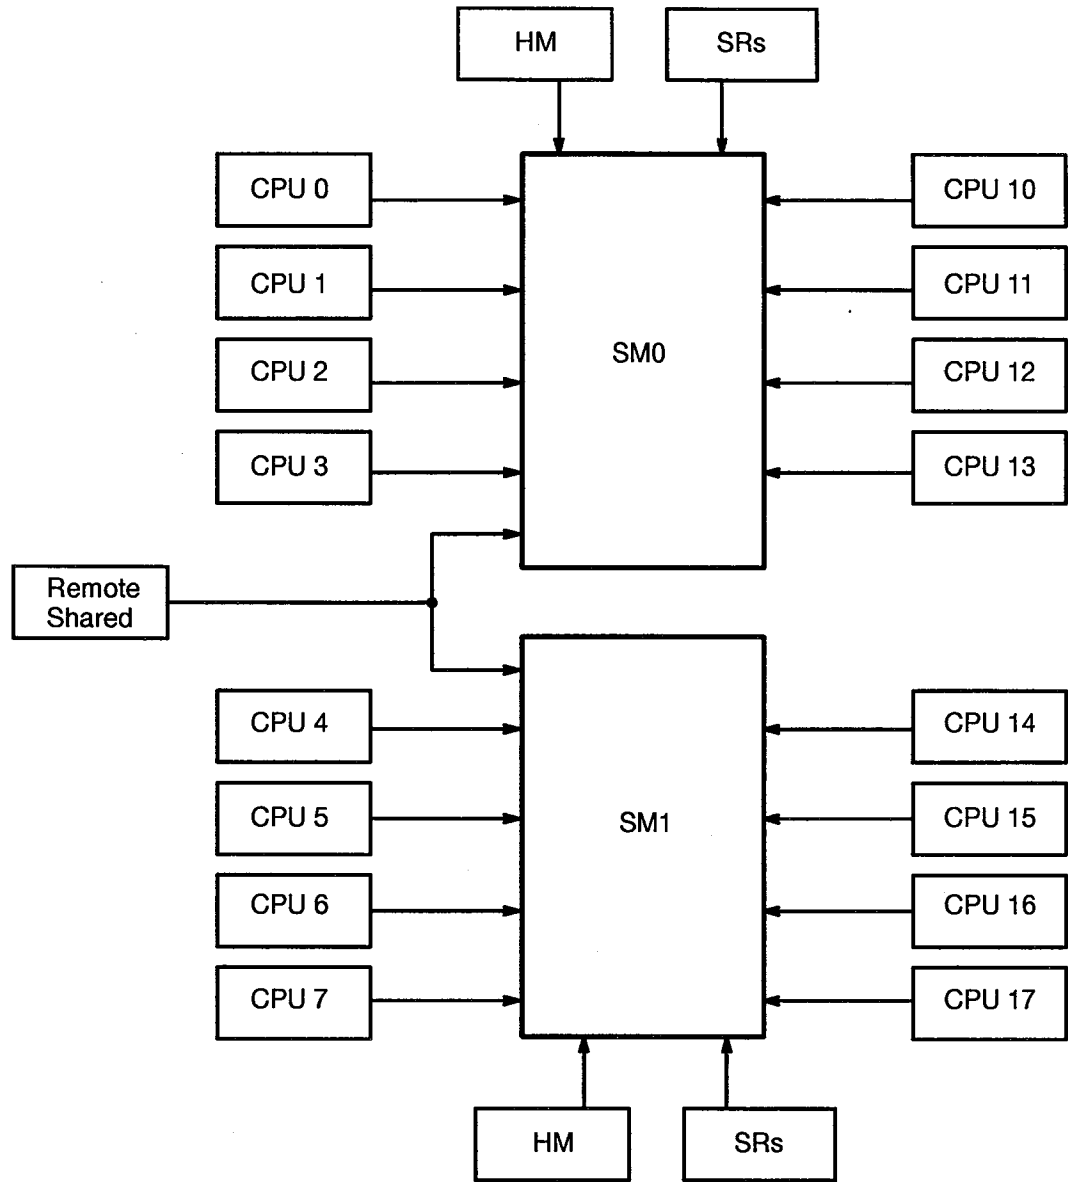 HM
SRs
CPU 0
CPU 10
CPU 1
CPU 11
SM0
CPU 2
CPU 12
CPU 3
CPU 13
Remote
Shared
CPU 4
CPU 14
CPU 5
SM1
CPU 15
CPU 6
CPU 16
CPU 7
CPU 17
HM
SRs